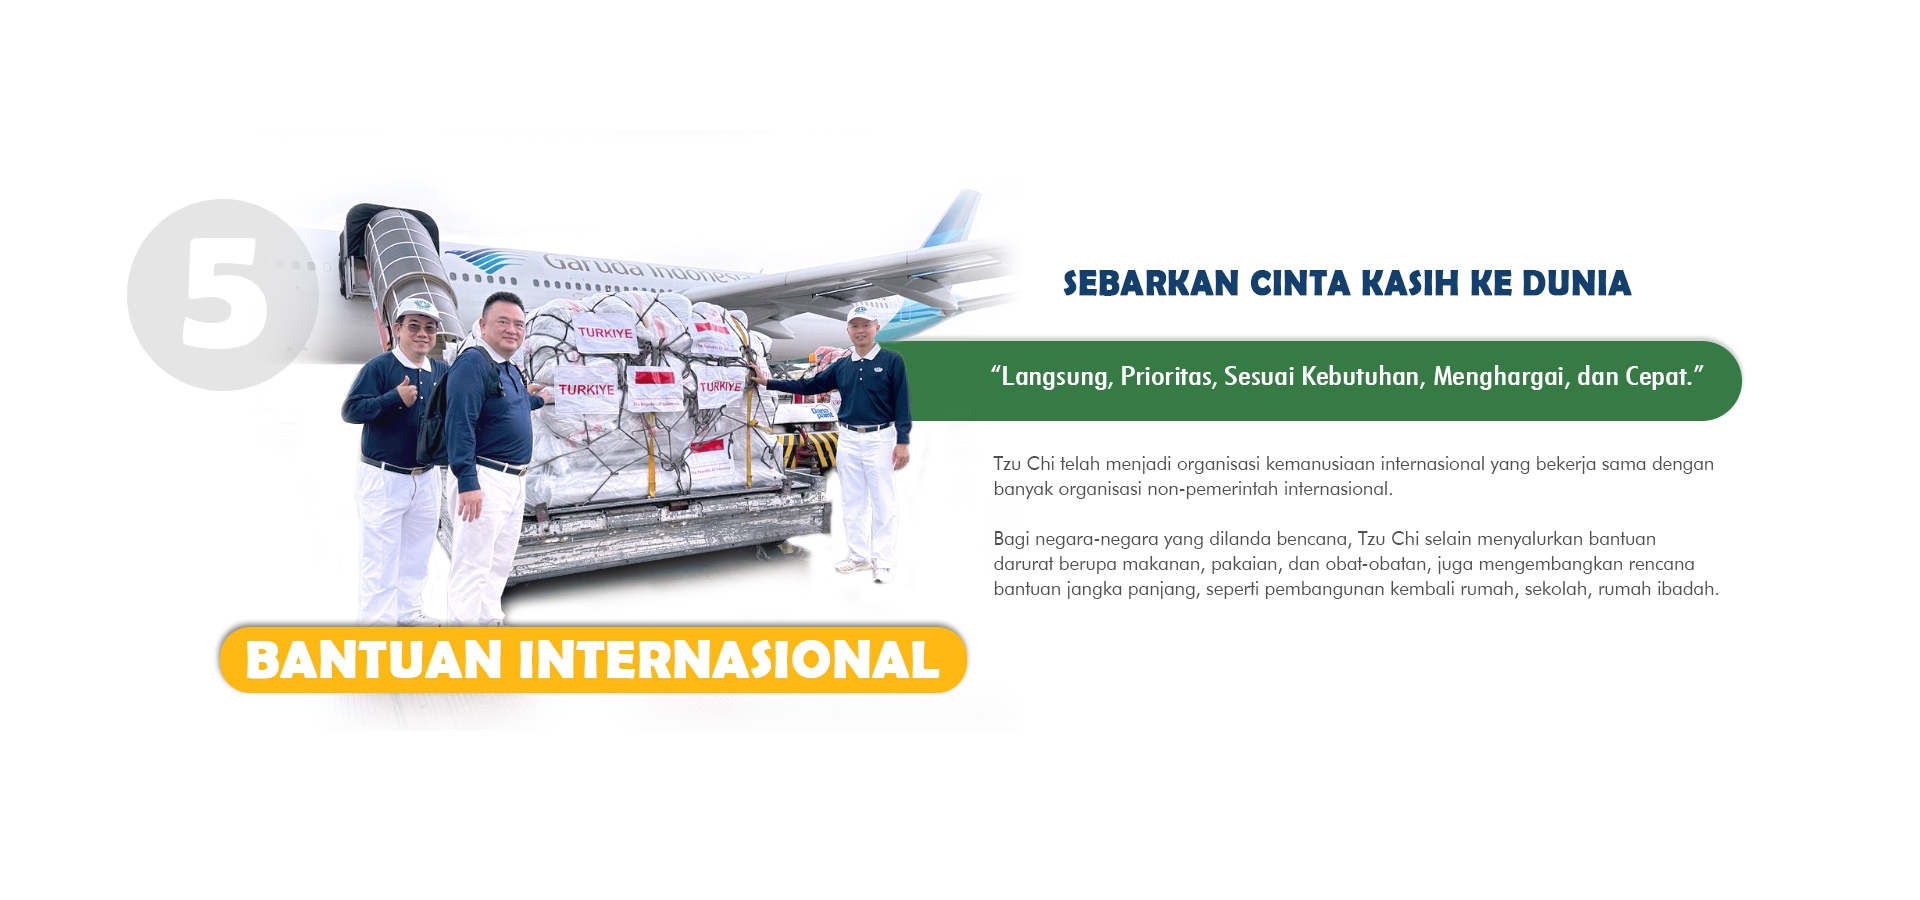 5
Garuda Indonesia
TURKIYE
TURKIYE
TURKIYE
SEBARKAN CINTA KASIH KE DUNIA
“Langsung, Prioritas, Sesuai Kebutuhan, Menghargai, dan Cepat.”
Tzu Chi telah menjadi organisasi kemanusiaan internasional yang bekerja sama dengan
banyak organisasi non-pemerintah internasional.
Bagi negara-negara yang dilanda bencana, Tzu Chi selain menyalurkan bantuan
darurat berupa makanan, pakaian, dan obat-obatan, juga mengembangkan rencana
bantuan jangka panjang, seperti pembangunan kembali rumah, sekolah, rumah ibadah.
BANTUAN INTERNASIONAL